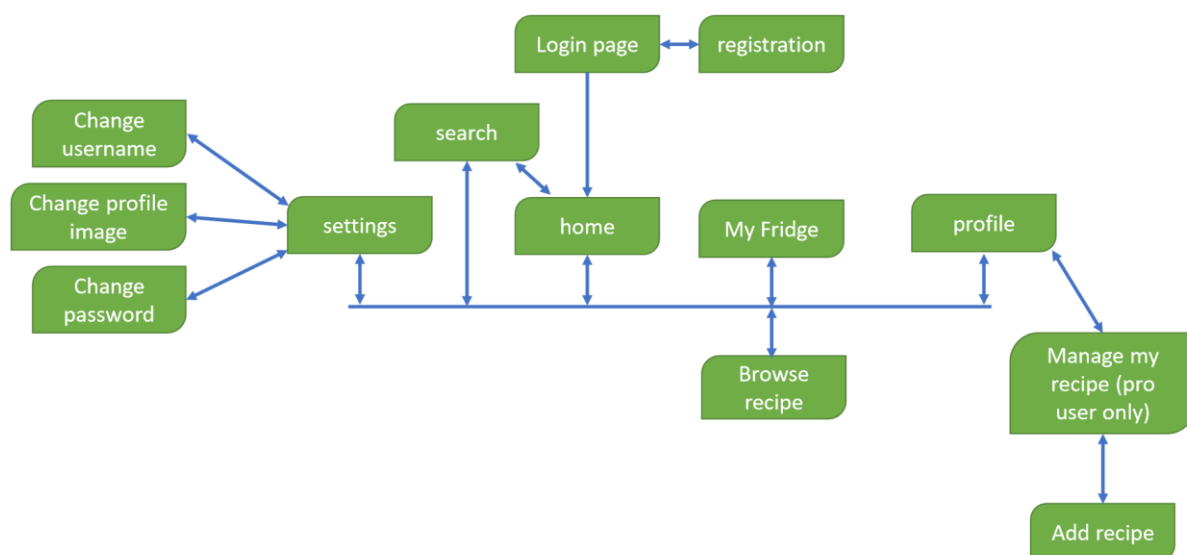 Login page
registration
Change
username
search
Change profile
image
settings
home
My Fridge
profile
Change
password
Browse
recipe
Manage my
recipe (pro
user only)
Add recipe